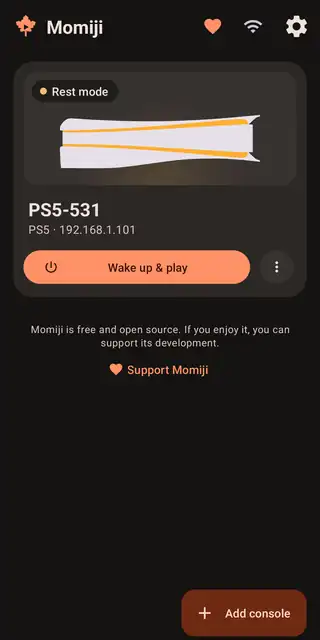 Momiji
Rest mode
PS5-531
PS5 · 192.168.1.101
Wake up & play
Momiji is free and open source. If you enjoy it, you can
support its development.
Support Momiji
Add console